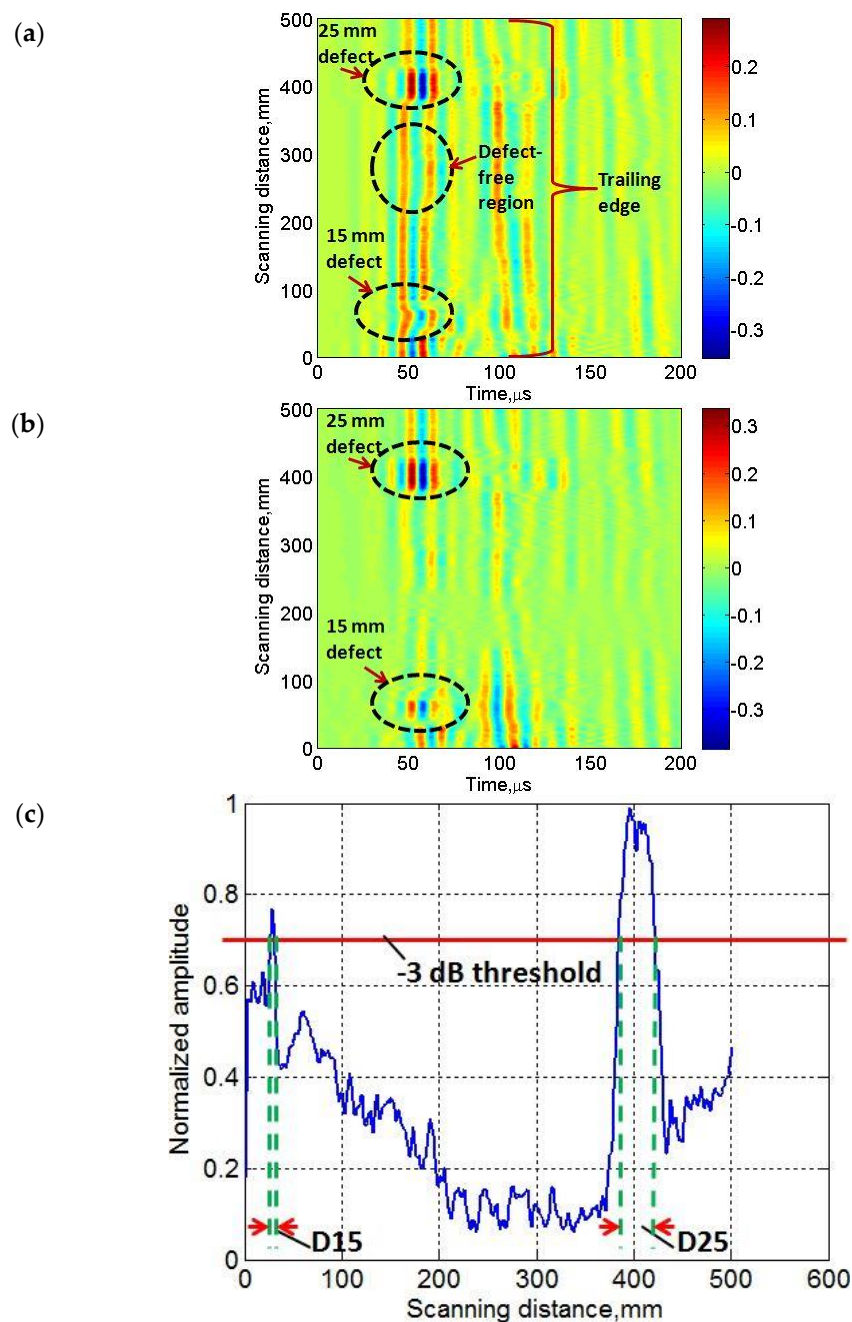 (a)
500
400
300
200
100
0
Scanning distance,mm
25 mm
defect
15 mm
defect
Defect-
free
region
Trailing
edge
0
50
100
150
200
Time,μs
0.2
0.1
0
-0.1
-0.2
-0.3
(b)
500
400
300
200
100
0
Scanning distance,mm
25 mm
defect
15 mm
defect
0
50
100
150
200
Time,μs
0.3
0.2
0.1
0
-0.1
-0.2
-0.3
(c)
1
0.8
0.6
0.4
0.2
0
Normalized amplitude
-3 dB threshold
D15
D25
0
100
200
300
400
500
600
Scanning distance,mm